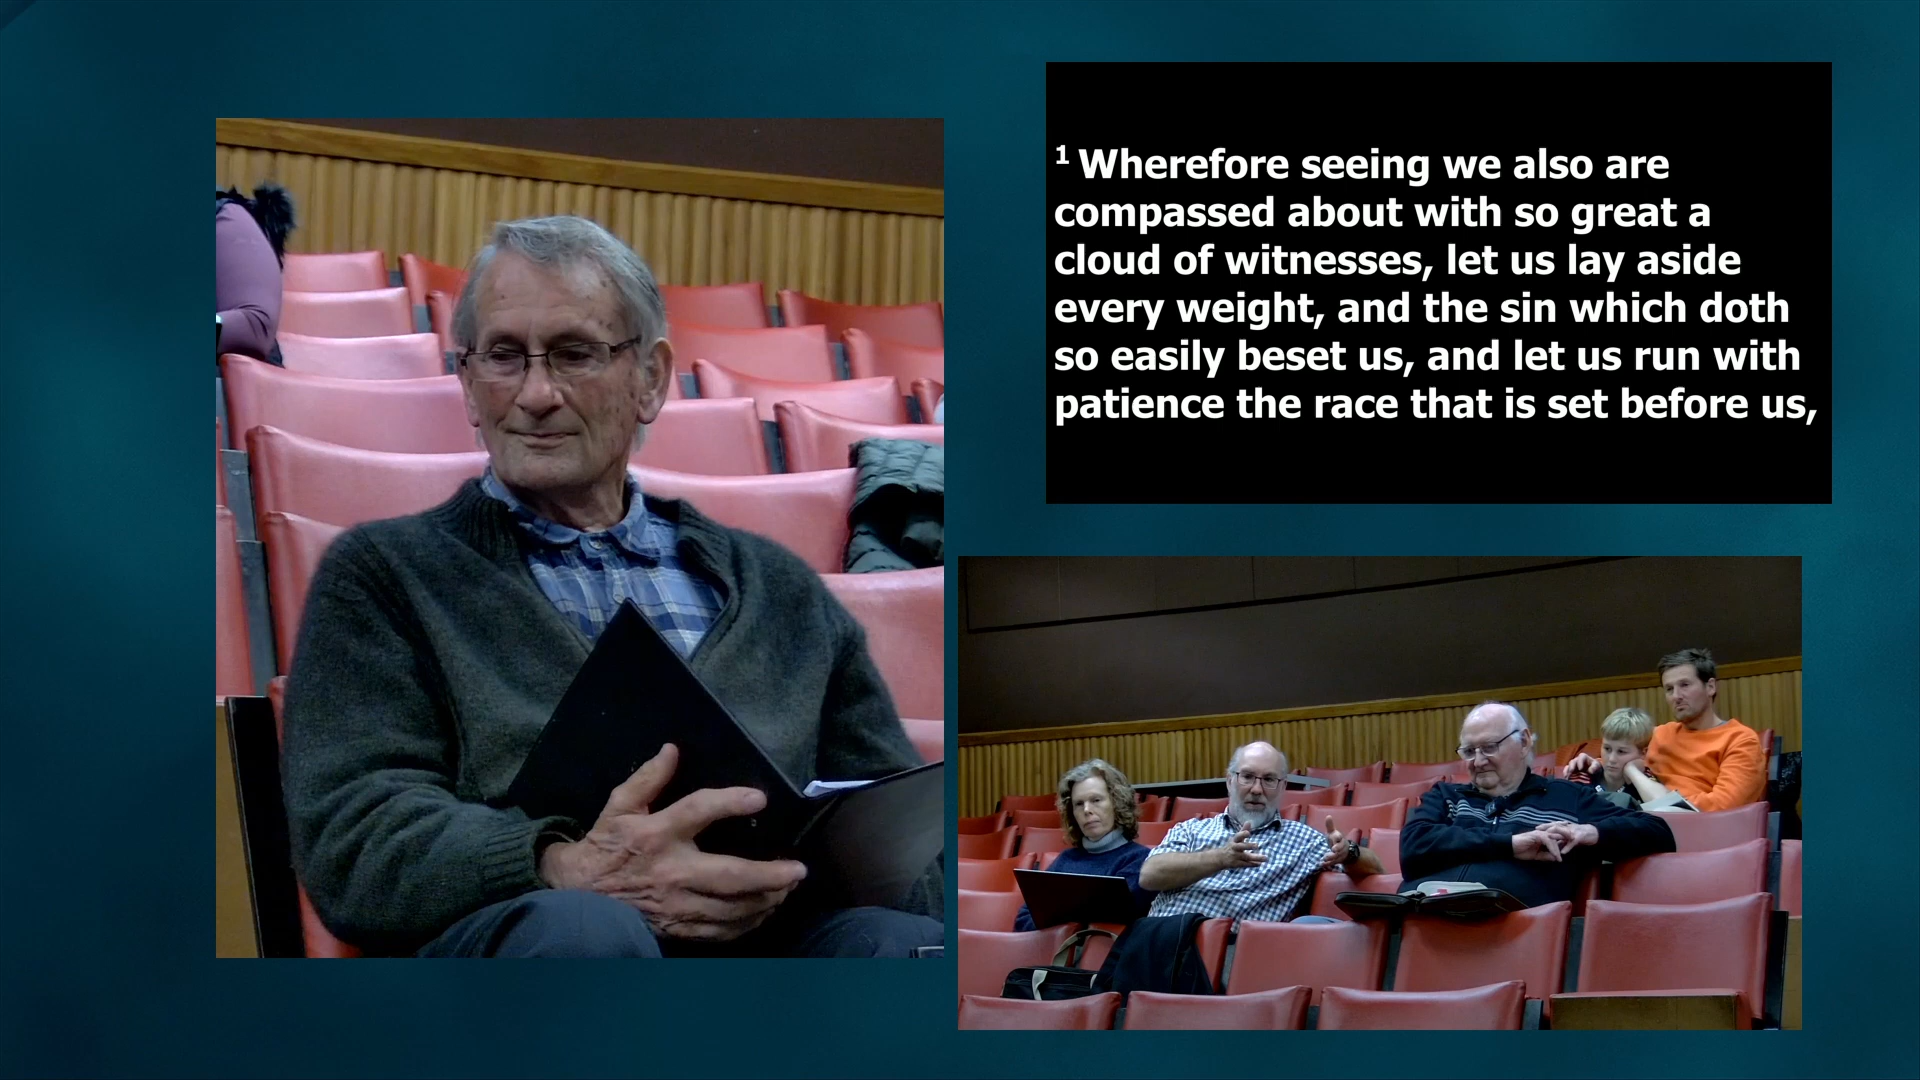 1 Wherefore seeing we also are
compassed about with so great a
cloud of witnesses, let us lay aside
every weight, and the sin which doth
so easily beset us, and let us run with
patience the race that is set before us,